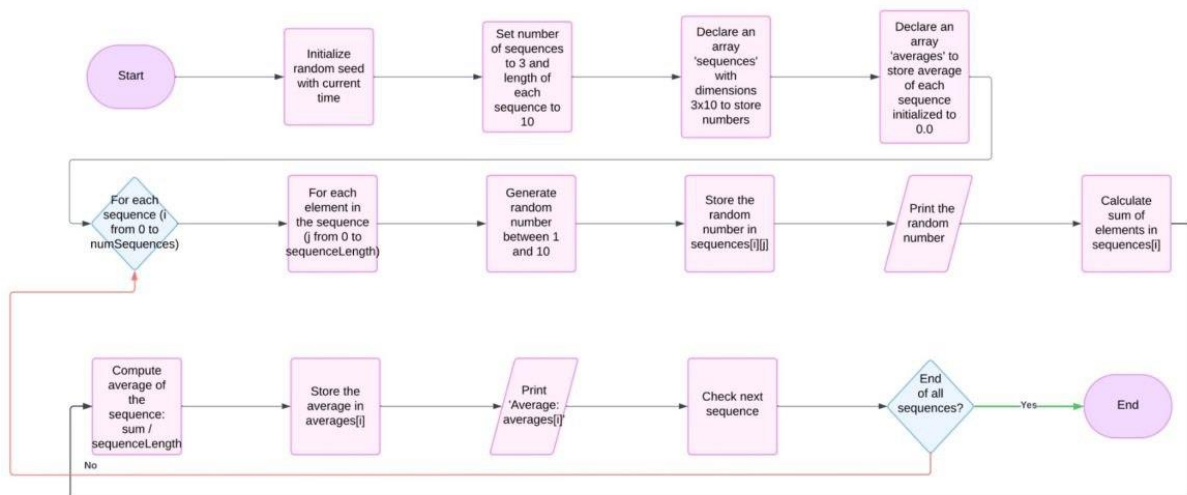 Start
Initialize
random seed
with current
time
Set number
of sequences
to 3 and
length of
each
sequence to
10
Declare an
array
'sequences'
with
dimensions
3x10 to store
numbers
Declare an
array
'averages' to
store average
of each
sequence
initialized to
0.0
For each
sequence (i
from 0 to
numSequences)
For each
element in
the sequence
(j from 0 to
sequenceLength)
Generate
random
number
between 1
and 10
Store the
random
number in
sequences[i][j]
Print the
random
number
Calculate
sum of
elements in
sequences[i]
Compute
average of
the
sequence:
sum /
sequenceLength
Store the
average in
averages[i]
Print
'Average:
averages[i]'
Check next
sequence
End
of all
sequences?
Yes
End
No